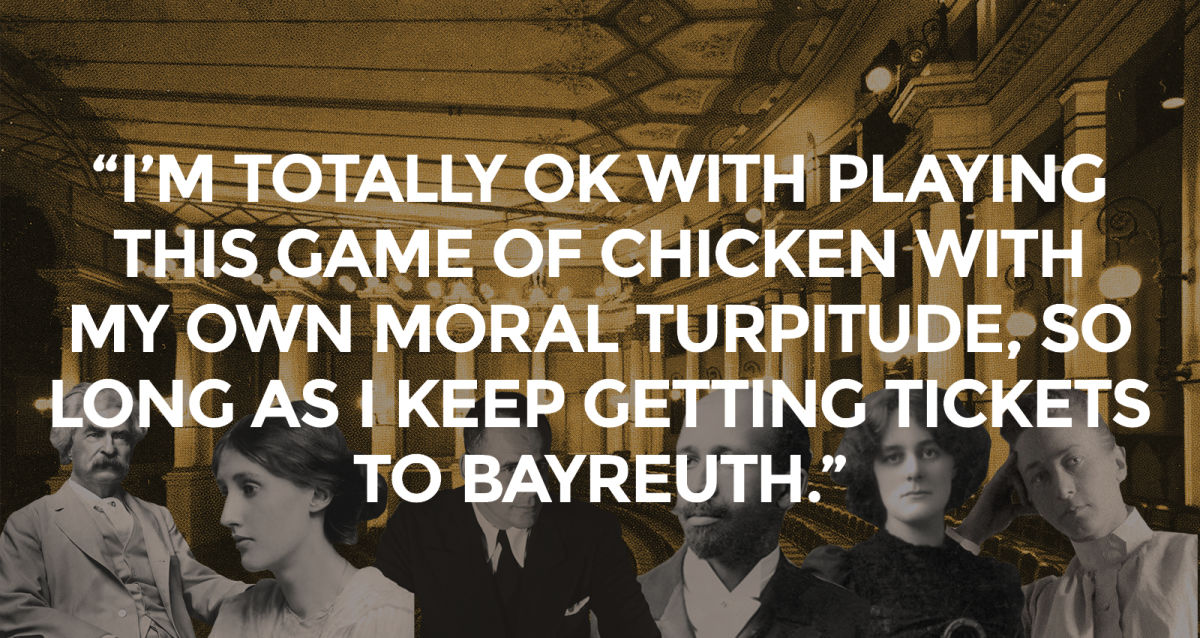 “I’M TOTALLY OK WITH PLAYING
THIS GAME OF CHICKEN WITH
MY OWN MORAL TURPITUDE, SO
LONG AS I KEEP GETTING TICKETS
TO BAYREUTH.”